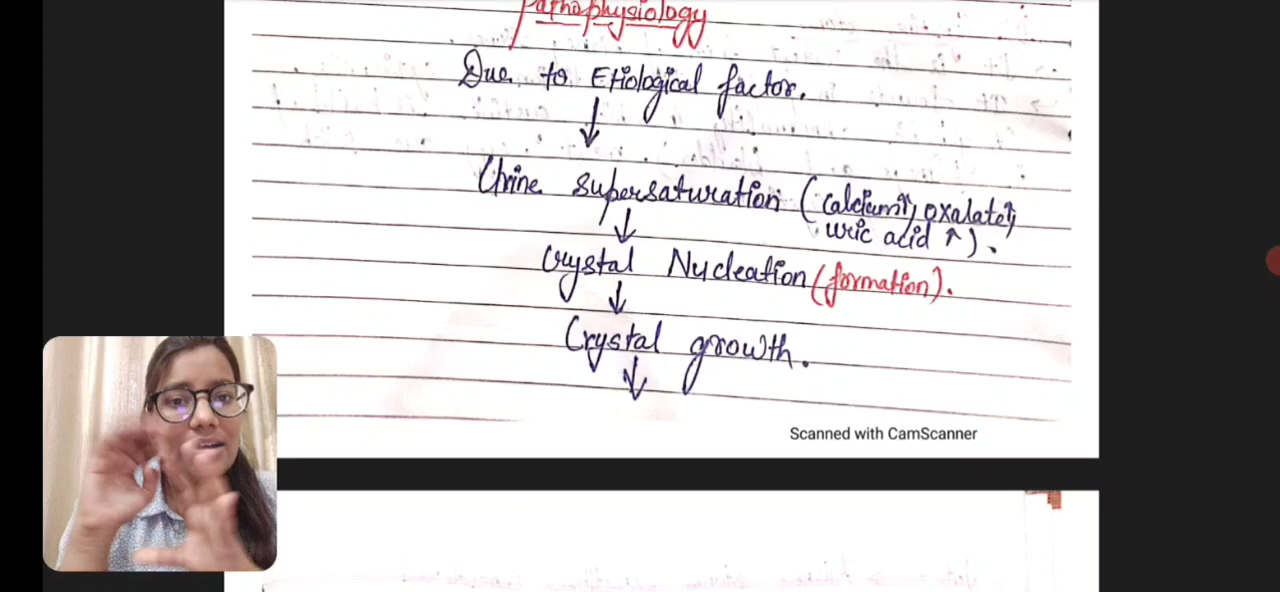 Pathophysiology
Due to Etiological factor.
↓
Urine supersaturation (calcium↑, oxalate↑,
uric acid ↑).
↓
Crystal Nucleation (formation).
↓
Crystal growth.
↓
Scanned with CamScanner